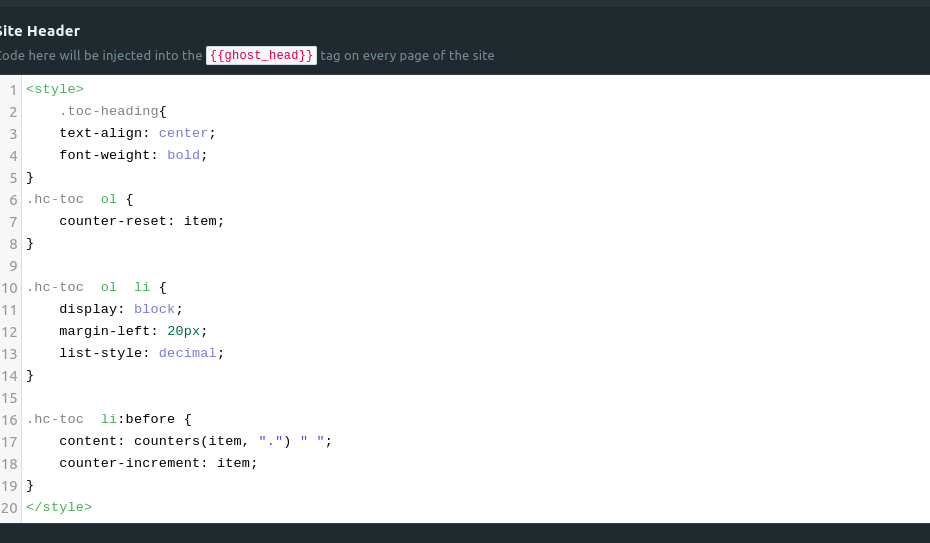 Site Header
Code here will be injected into the {{ghost_head}} tag on every page of the site
1 <style>
2     .toc-heading{
3     text-align: center;
4     font-weight: bold;
5 }
6 .hc-toc  ol {
7     counter-reset: item;
8 }
9
10 .hc-toc  ol  li {
11     display: block;
12     margin-left: 20px;
13     list-style: decimal;
14 }
15
16 .hc-toc  li:before {
17     content: counters(item, ".") " ";
18     counter-increment: item;
19 }
20 </style>